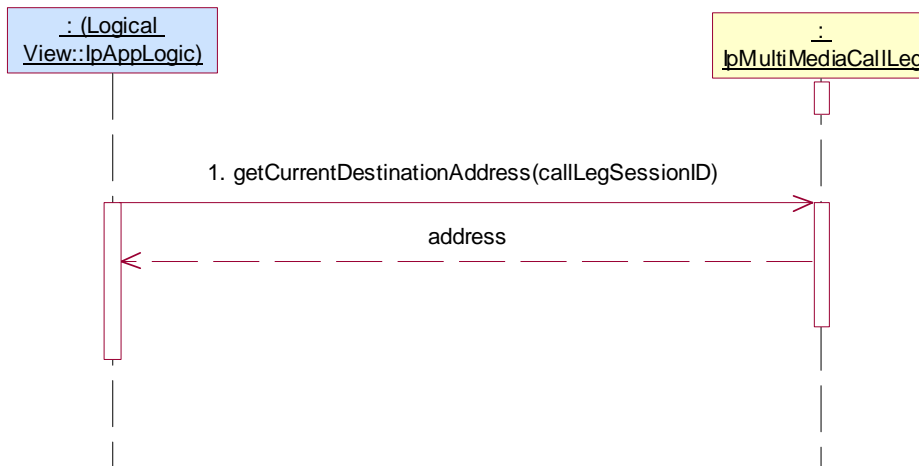 : (Logical
View::IpAppLogic)
:
IpMultiMediaCallLeg
1. getCurrentDestinationAddress(callLegSessionID)
address